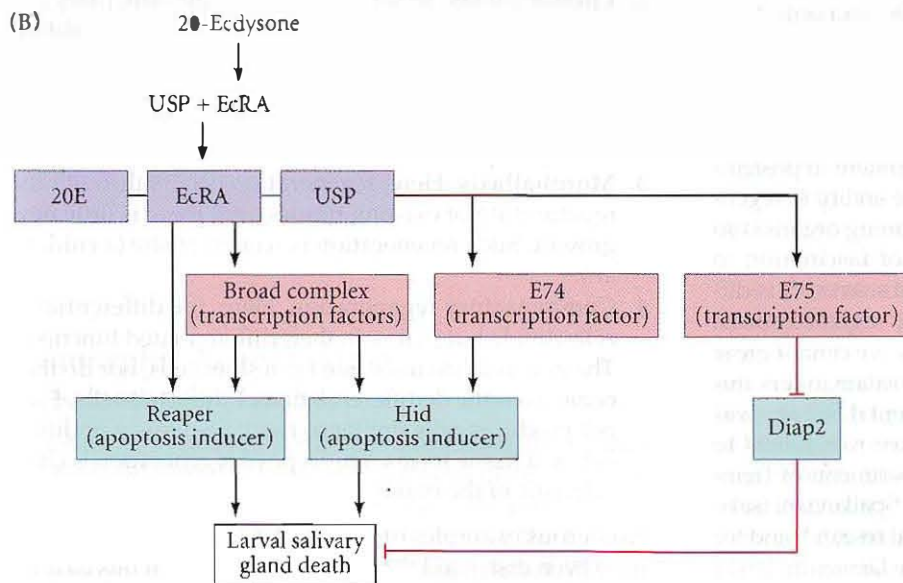 (B)
20-Ecdysone
USP + EcRA
20E EcRA USP
Broad complex E74 E75
(transcription factors) (transcription factor) (transcription factor)
Reaper Hid Diap2
(apoptosis inducer) (apoptosis inducer)
Larval salivary
gland death